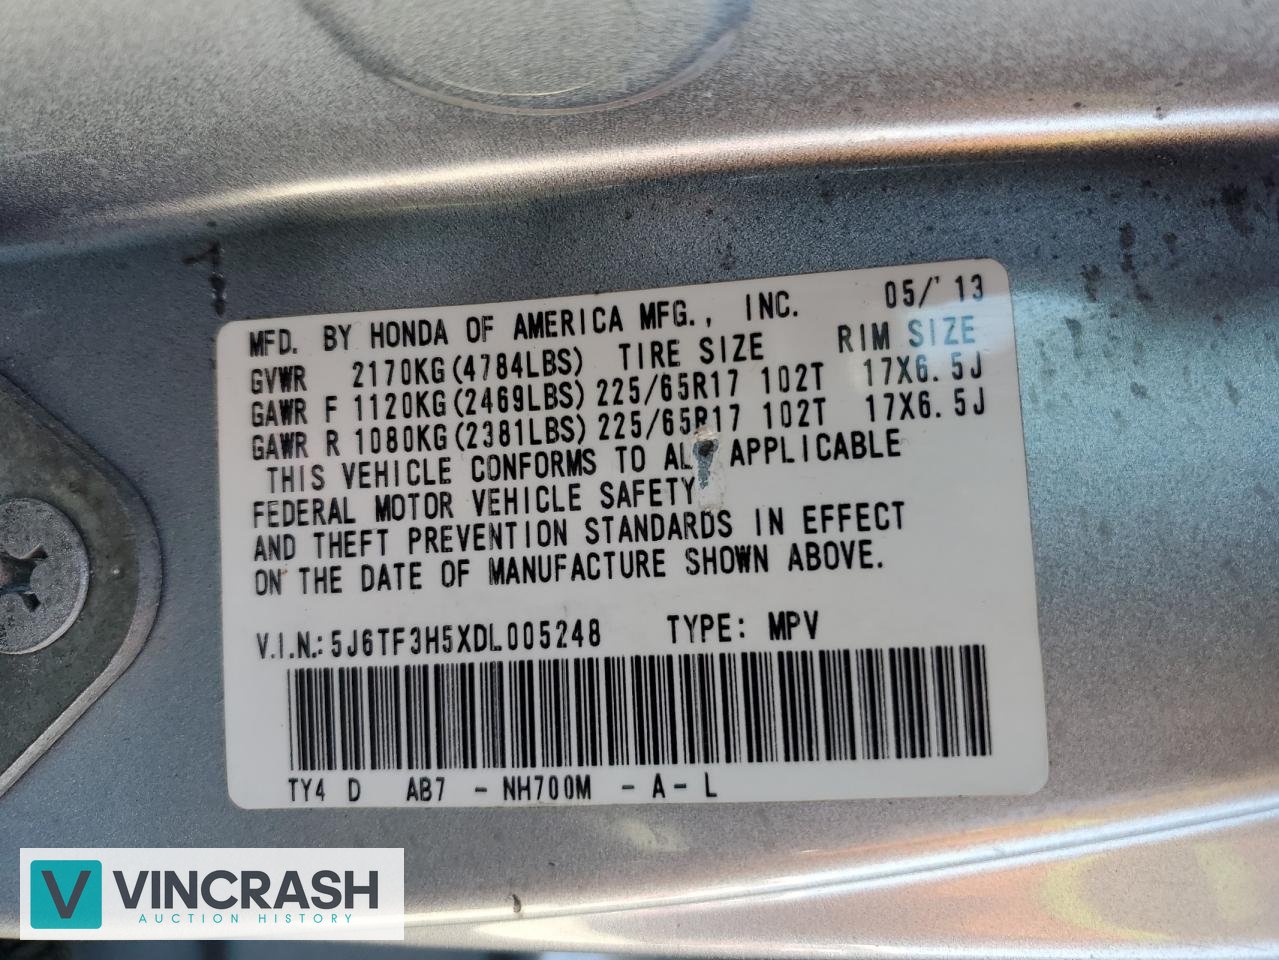 MFD. BY HONDA OF AMERICA MFG., INC. 05/'13
GVWR 2170KG(4784LBS) TIRE SIZE RIM SIZE
GAWR F 1120KG(2469LBS) 225/65R17 102T 17X6.5J
GAWR R 1080KG(2381LBS) 225/65R17 102T 17X6.5J
THIS VEHICLE CONFORMS TO ALL APPLICABLE
FEDERAL MOTOR VEHICLE SAFETY
AND THEFT PREVENTION STANDARDS IN EFFECT
ON THE DATE OF MANUFACTURE SHOWN ABOVE.
V.I.N.: 5J6TF3H5XDL005248 TYPE: MPV
TY4 D AB7 - NH700M - A - L
V VINCRASH
AUCTION HISTORY